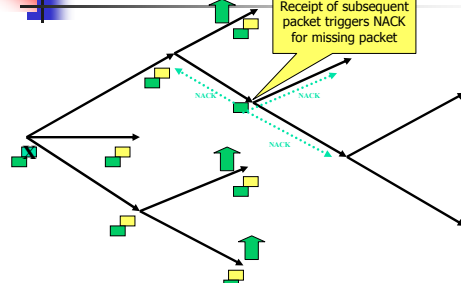 Receipt of subsequent
packet triggers NACK
for missing packet
NACK
NACK
NACK
X